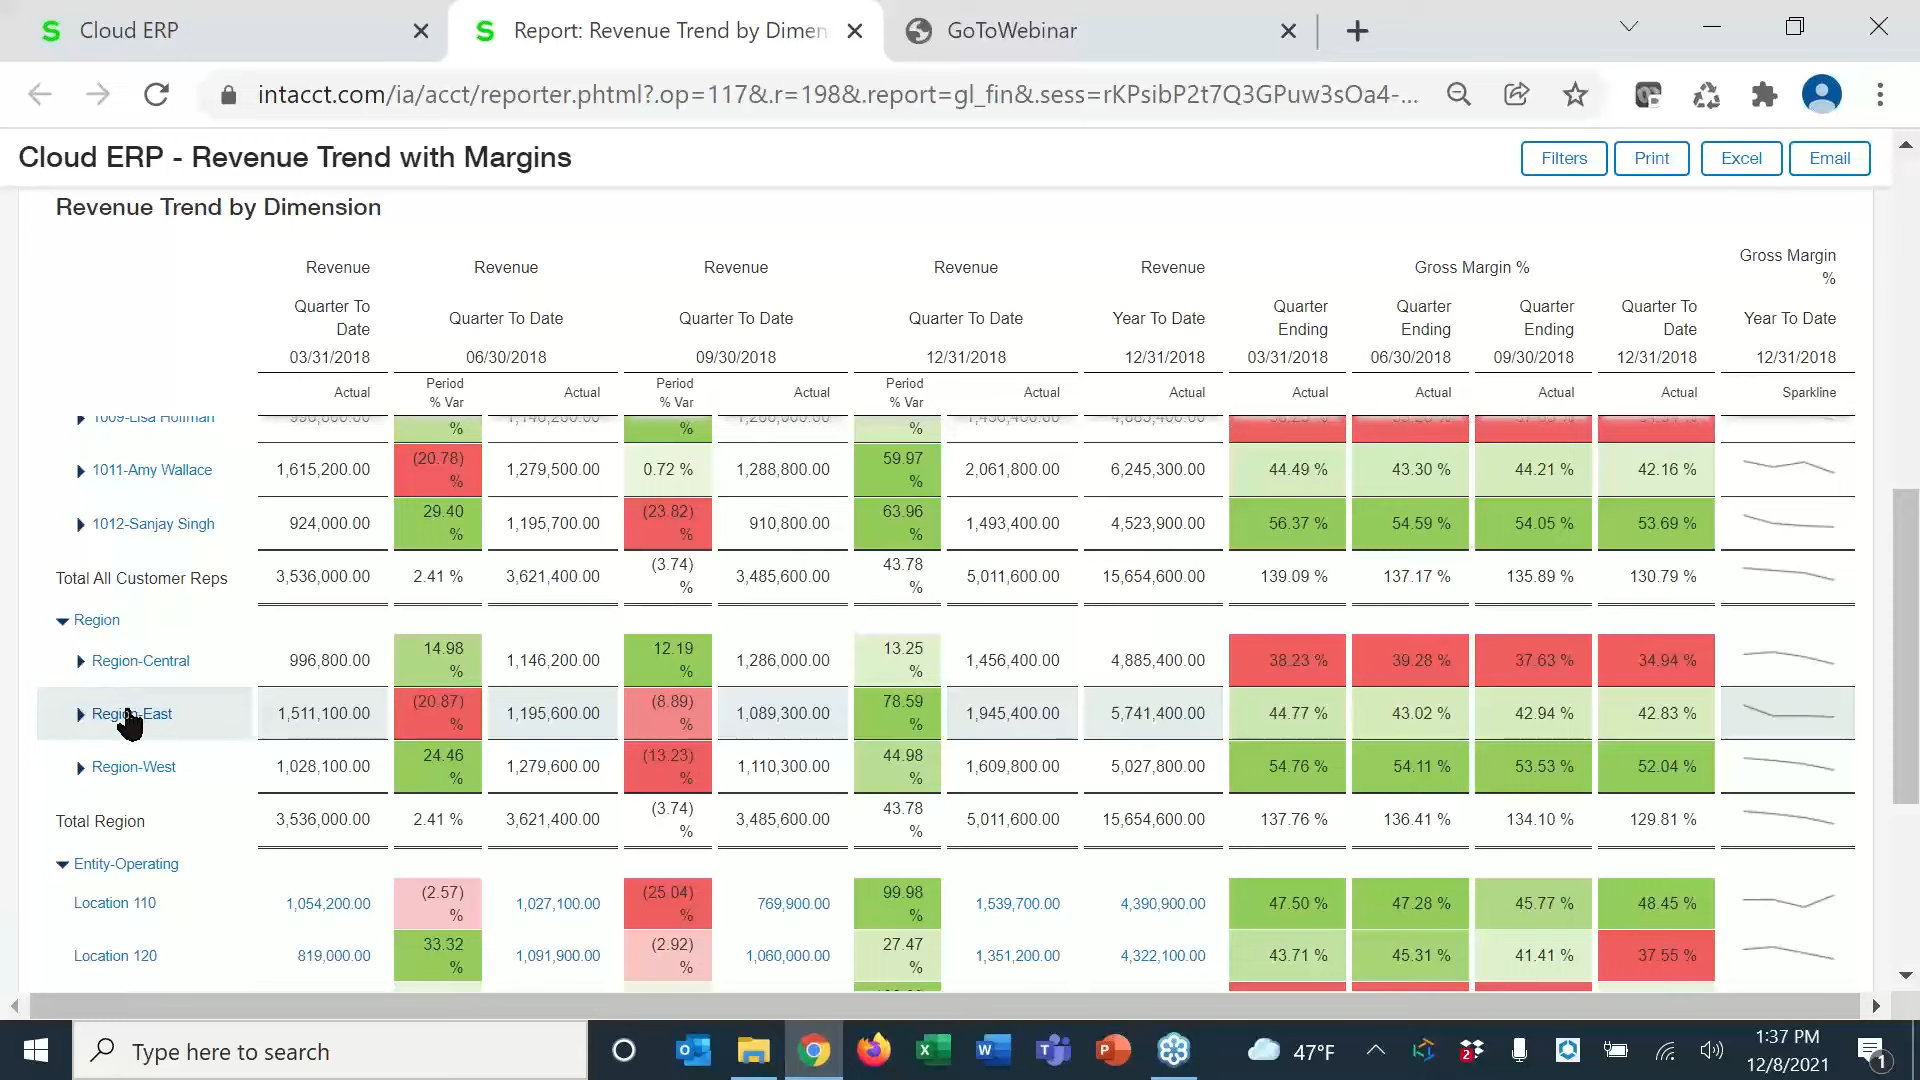 Cloud ERP
Report: Revenue Trend by Dimen
GoToWebinar
intacct.com/ia/acct/reporter.phtml?.op=117&.r=198&.report=gl_fin&.sess=rKPsibP2t7Q3GPuw3sOa4-...
Cloud ERP - Revenue Trend with Margins
Filters Print Excel Email
Revenue Trend by Dimension
Revenue Revenue Revenue Revenue Revenue Gross Margin % Gross Margin %
Quarter To Date Quarter To Date Quarter To Date Quarter To Date Year To Date Quarter Ending Quarter Ending Quarter Ending Quarter To Date Year To Date
03/31/2018 06/30/2018 09/30/2018 12/31/2018 12/31/2018 03/31/2018 06/30/2018 09/30/2018 12/31/2018 12/31/2018
Actual Period % Var Actual Period % Var Actual Period % Var Actual Actual Actual Actual Actual Actual Sparkline
1009-Lisa Hoffman % % %
1011-Amy Wallace 1,615,200.00 (20.78) % 1,279,500.00 0.72 % 1,288,800.00 59.97 % 2,061,800.00 6,245,300.00 44.49 % 43.30 % 44.21 % 42.16 %
1012-Sanjay Singh 924,000.00 29.40 % 1,195,700.00 (23.82) % 910,800.00 63.96 % 1,493,400.00 4,523,900.00 56.37 % 54.59 % 54.05 % 53.69 %
Total All Customer Reps 3,536,000.00 2.41 % 3,621,400.00 (3.74) % 3,485,600.00 43.78 % 5,011,600.00 15,654,600.00 139.09 % 137.17 % 135.89 % 130.79 %
Region
Region-Central 996,800.00 14.98 % 1,146,200.00 12.19 % 1,286,000.00 13.25 % 1,456,400.00 4,885,400.00 38.23 % 39.28 % 37.63 % 34.94 %
Region-East 1,511,100.00 (20.87) % 1,195,600.00 (8.89) % 1,089,300.00 78.59 % 1,945,400.00 5,741,400.00 44.77 % 43.02 % 42.94 % 42.83 %
Region-West 1,028,100.00 24.46 % 1,279,600.00 (13.23) % 1,110,300.00 44.98 % 1,609,800.00 5,027,800.00 54.76 % 54.11 % 53.53 % 52.04 %
Total Region 3,536,000.00 2.41 % 3,621,400.00 (3.74) % 3,485,600.00 43.78 % 5,011,600.00 15,654,600.00 137.76 % 136.41 % 134.10 % 129.81 %
Entity-Operating
Location 110 1,054,200.00 (2.57) % 1,027,100.00 (25.04) % 769,900.00 99.98 % 1,539,700.00 4,390,900.00 47.50 % 47.28 % 45.77 % 48.45 %
Location 120 819,000.00 33.32 % 1,091,900.00 (2.92) % 1,060,000.00 27.47 % 1,351,200.00 4,322,100.00 43.71 % 45.31 % 41.41 % 37.55 %
Type here to search
47°F
1:37 PM
12/8/2021